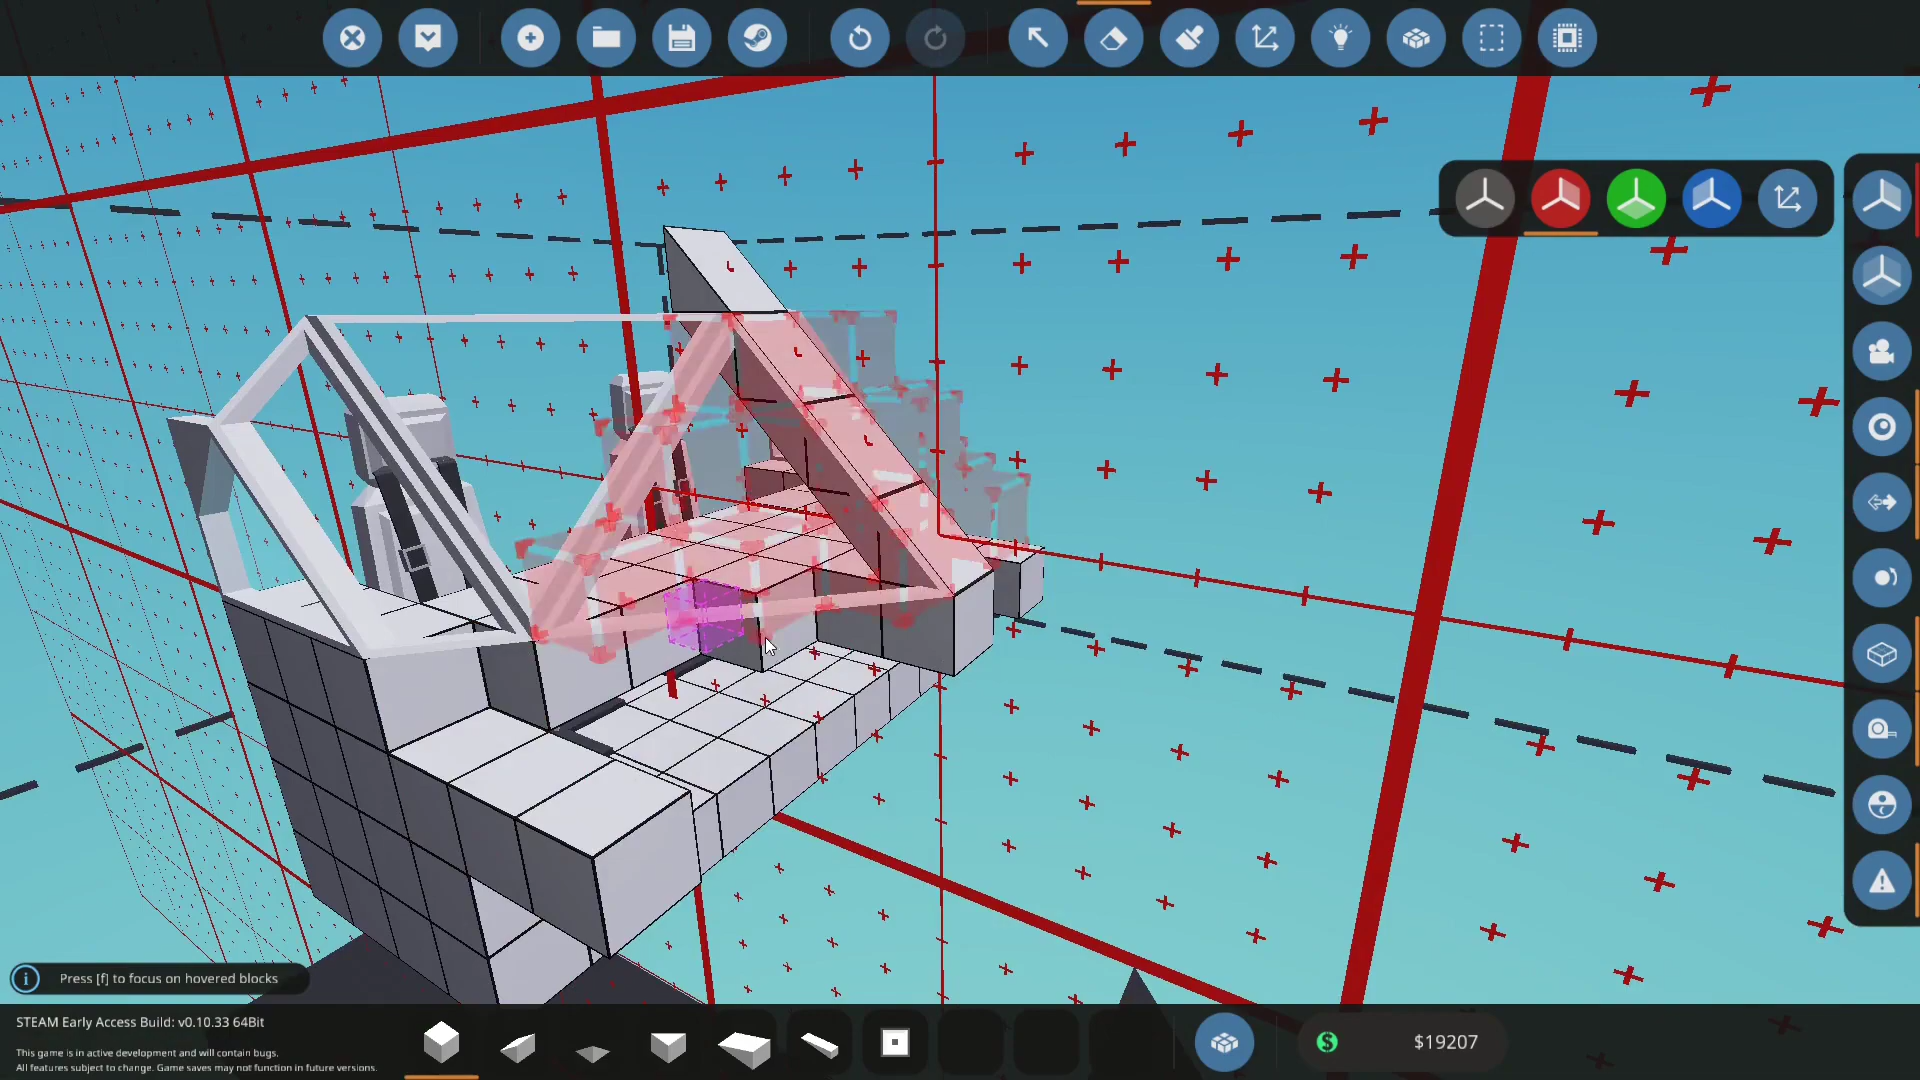 Press [f] to focus on hovered blocks
STEAM Early Access Build: v0.10.33 64Bit
This game is in active development and will contain bugs.
All features subject to change. Game saves may not function in future versions.
$19207